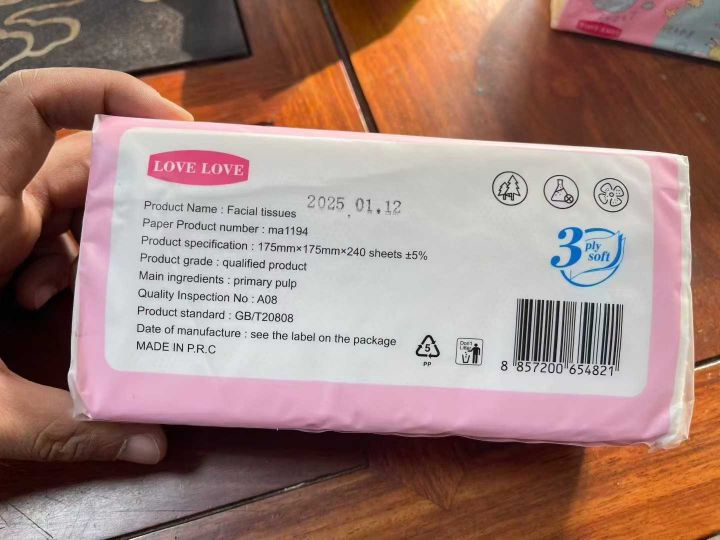 LOVE LOVE
2025.01.12
Product Name : Facial tissues
Paper Product number : ma1194
Product specification : 175mm×175mm×240 sheets ±5%
Product grade : qualified product
Main ingredients : primary pulp
Quality Inspection No : A08
Product standard : GB/T20808
Date of manufacture : see the label on the package
MADE IN P.R.C
3 ply
soft
5
PP
Don't
Litter
8 857200 654821